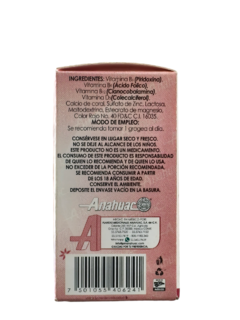 INGREDIENTES: Vitamina B₆ (Piridoxina),
Vitamina B₉ (Ácido Fólico),
Vitamina B₁₂ (Cianocobalamina),
Vitamina D₃ (Colecalciferol),
Calcio de coral, Sulfato de Zinc, Lactosa,
Maltodextrina, Estearato de magnesio,
Color Rojo No. 40 FD&C C.I. 16035.
MODO DE EMPLEO:
Se recomienda tomar 1 gragea al día.
CONSÉRVESE EN LUGAR SECO Y FRESCO.
NO SE DEJE AL ALCANCE DE LOS NIÑOS.
ESTE PRODUCTO NO ES UN MEDICAMENTO.
EL CONSUMO DE ESTE PRODUCTO ES RESPONSABILIDAD
DE QUIEN LO RECOMIENDA Y DE QUIEN LO USA.
NO EXCEDER DE LA PORCIÓN RECOMENDADA.
SE RECOMIENDA CONSUMIR A PARTIR
DE LOS 18 AÑOS DE EDAD.
CONSERVE EL AMBIENTE.
DEPOSITE EL ENVASE VACÍO EN LA BASURA.
Anahuac
A